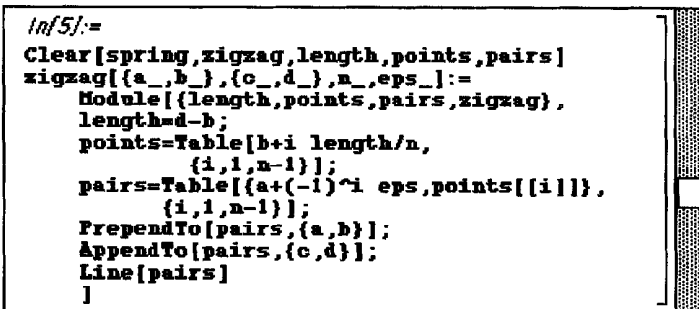 In[5]:=
Clear[spring,zigzag,length,points,pairs]
zigzag[{a_,b_},{c_,d_},n_,eps_]:=
Module[{length,points,pairs,zigzag},
length=d-b;
points=Table[b+i length/n,
{i,1,n-1}];
pairs=Table[{a+(-1)^i eps,points[[i]]},
{i,1,n-1}];
PrependTo[pairs,{a,b}];
AppendTo[pairs,{c,d}];
Line[pairs]
]